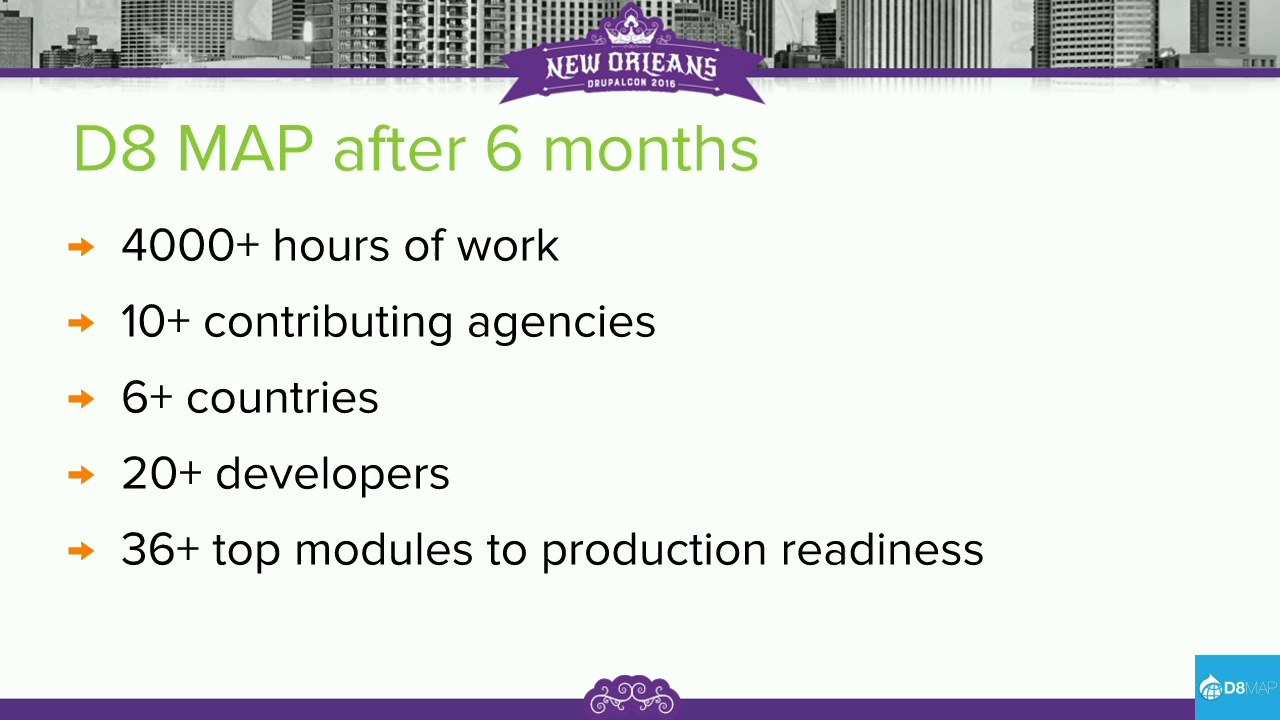 NEW ORLEANS
DRUPALCON 2016
D8 MAP after 6 months
4000+ hours of work
10+ contributing agencies
6+ countries
20+ developers
36+ top modules to production readiness
D8MAP